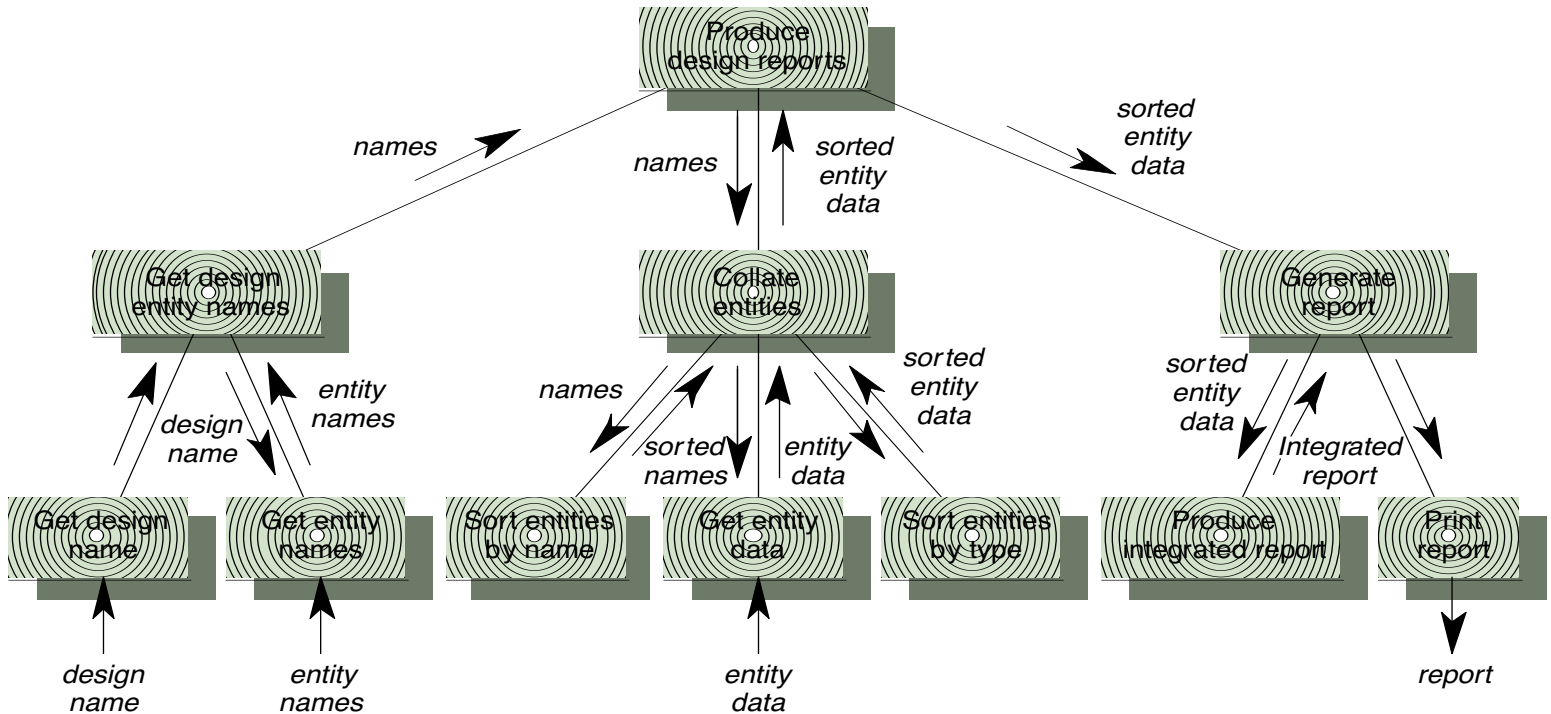 Produce
design reports
names
names
sorted
entity
data
sorted
entity
data
Get design
entity names
Collate
entities
Generate
report
design
name
entity
names
names
sorted
names
entity
data
sorted
entity
data
sorted
entity
data
Integrated
report
Get design
name
Get entity
names
Sort entities
by name
Get entity
data
Sort entities
by type
Produce
integrated report
Print
report
design
name
entity
names
entity
data
report